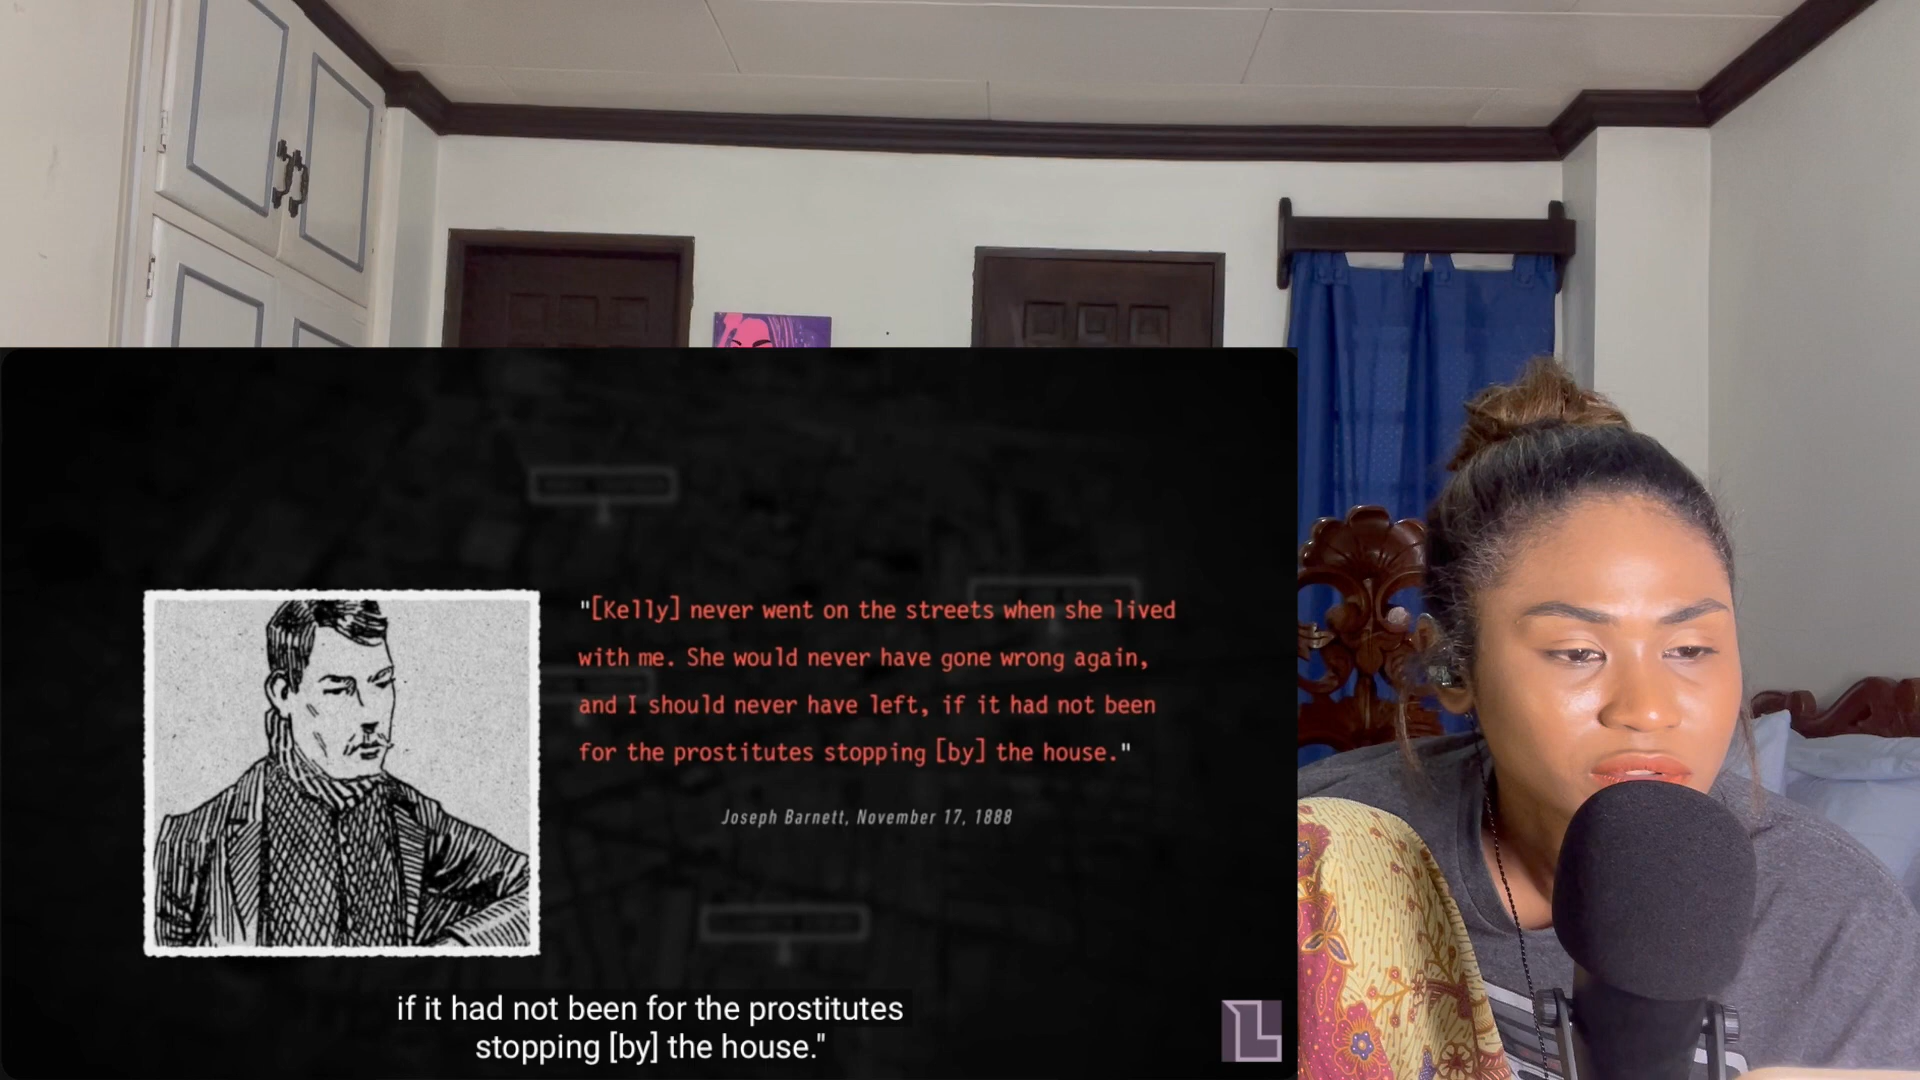 "[Kelly] never went on the streets when she lived
with me. She would never have gone wrong again,
and I should never have left, if it had not been
for the prostitutes stopping [by] the house."
Joseph Barnett, November 17, 1888
if it had not been for the prostitutes
stopping [by] the house."